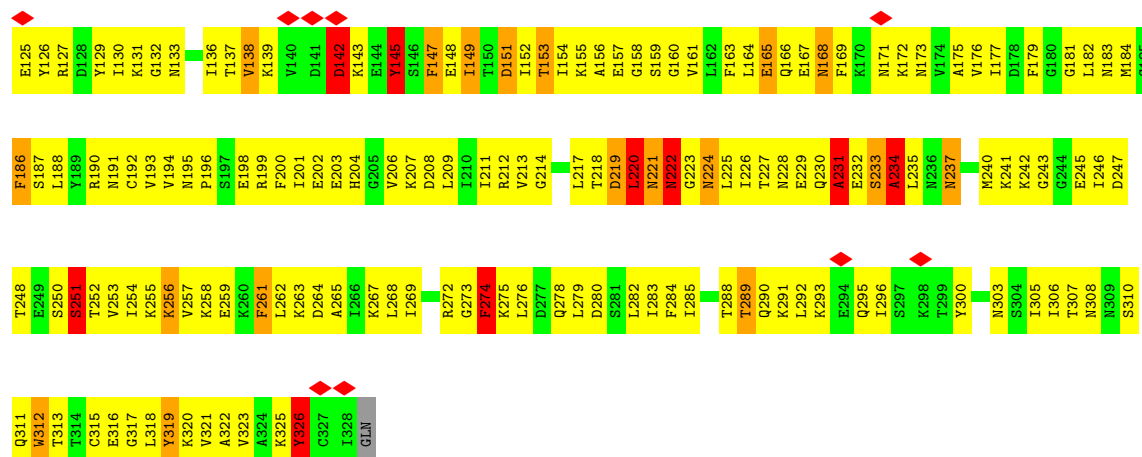 E125 Y126 R127 D128 Y129 I130 K131 G132 N133 I136 T137 V138 K139 V140 D141 D142 K143 E144 Y145 S146 F147 E148 I149 T150 D151 I152 T153 I154 K155 A156 E157 G158 S159 G160 V161 L162 F163 L164 E165 Q166 E167 N168 F169 K170 N171 K172 N173 V174 A175 V176 I177 D178 F179 G180 G181 L182 N183 M184
F186 S187 L188 Y189 R190 N191 C192 V193 V194 N195 P196 S197 E198 R199 F200 I201 E202 E203 H204 G205 V206 K207 D208 L209 I210 I211 R212 V213 G214 L217 T218 D219 L220 N221 N222 G223 N224 L225 I226 T227 N228 E229 Q230 A231 E232 S233 A234 L235 N236 N237 M240 K241 K242 G243 G244 E245 I246 D247
T248 E249 S250 S251 T252 V253 I254 K255 K256 V257 K258 E259 K260 F261 L262 K263 D264 A265 I266 K267 L268 I269 R272 G273 F274 K275 L276 D277 Q278 L279 D280 S281 L282 I283 F284 I285 T288 T289 Q290 K291 L292 K293 E294 Q295 I296 S297 K298 T299 Y300 N303 S304 I305 I306 T307 N308 N309 S310
Q311 W312 T313 T314 C315 E316 G317 L318 Y319 K320 V321 A322 V323 A324 K325 Y326 C327 I328 GLN